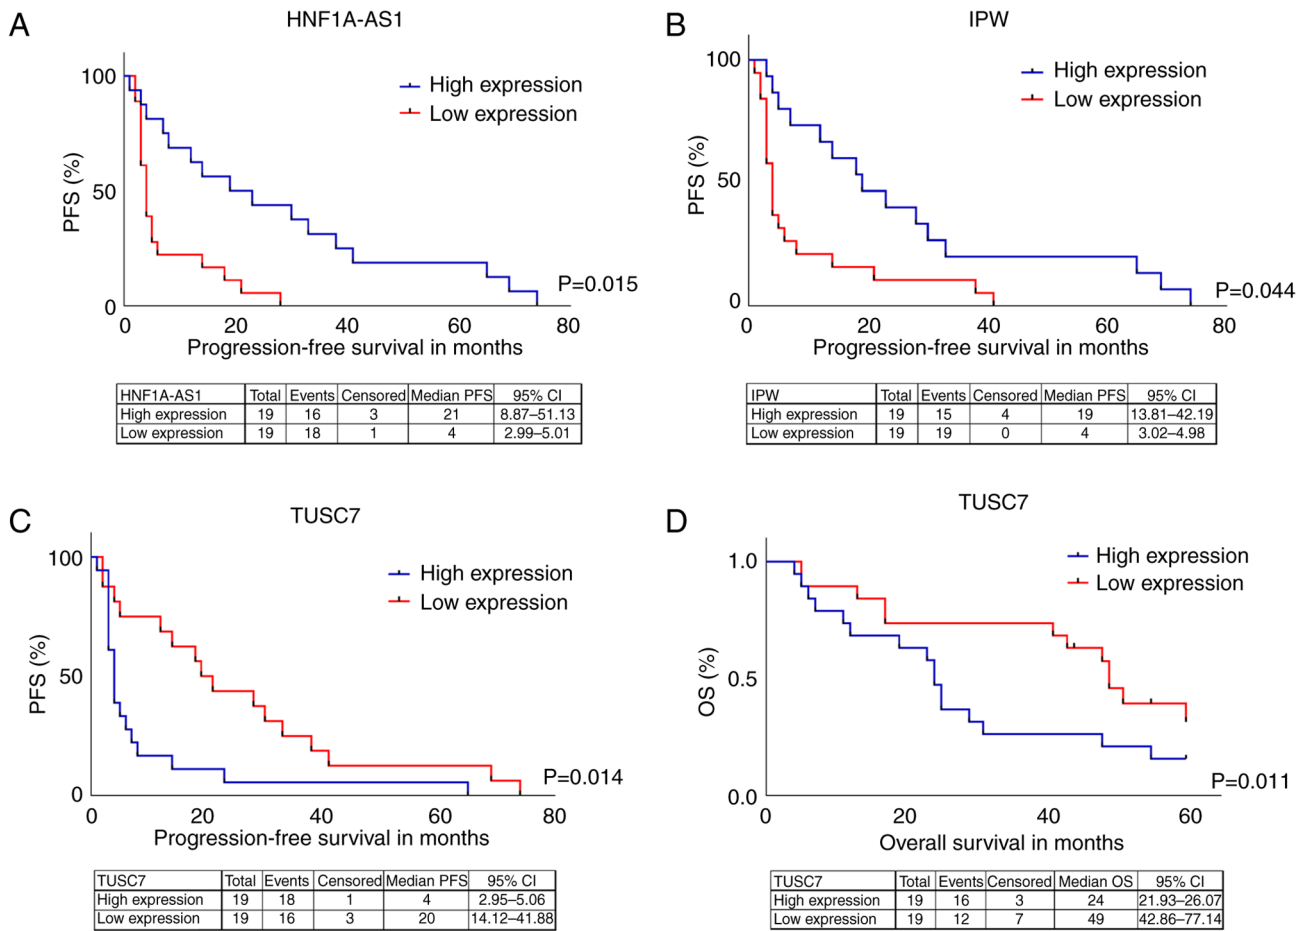 A
HNF1A-AS1
High expression
Low expression
PFS (%)
100
50
0
0 20 40 60 80
P=0.015
Progression-free survival in months
HNF1A-AS1 Total Events Censored Median PFS 95% CI
High expression 19 16 3 21 8.87–51.13
Low expression 19 18 1 4 2.99–5.01
B
IPW
High expression
Low expression
PFS (%)
100
50
0
0 20 40 60 80
P=0.044
Progression-free survival in months
IPW Total Events Censored Median PFS 95% CI
High expression 19 15 4 19 13.81–42.19
Low expression 19 19 0 4 3.02–4.98
C
TUSC7
High expression
Low expression
PFS (%)
100
50
0
0 20 40 60 80
P=0.014
Progression-free survival in months
TUSC7 Total Events Censored Median PFS 95% CI
High expression 19 18 1 4 2.95–5.06
Low expression 19 16 3 20 14.12–41.88
D
TUSC7
High expression
Low expression
OS (%)
1.0
0.5
0.0
0 20 40 60
P=0.011
Overall survival in months
TUSC7 Total Events Censored Median OS 95% CI
High expression 19 16 3 24 21.93–26.07
Low expression 19 12 7 49 42.86–77.14